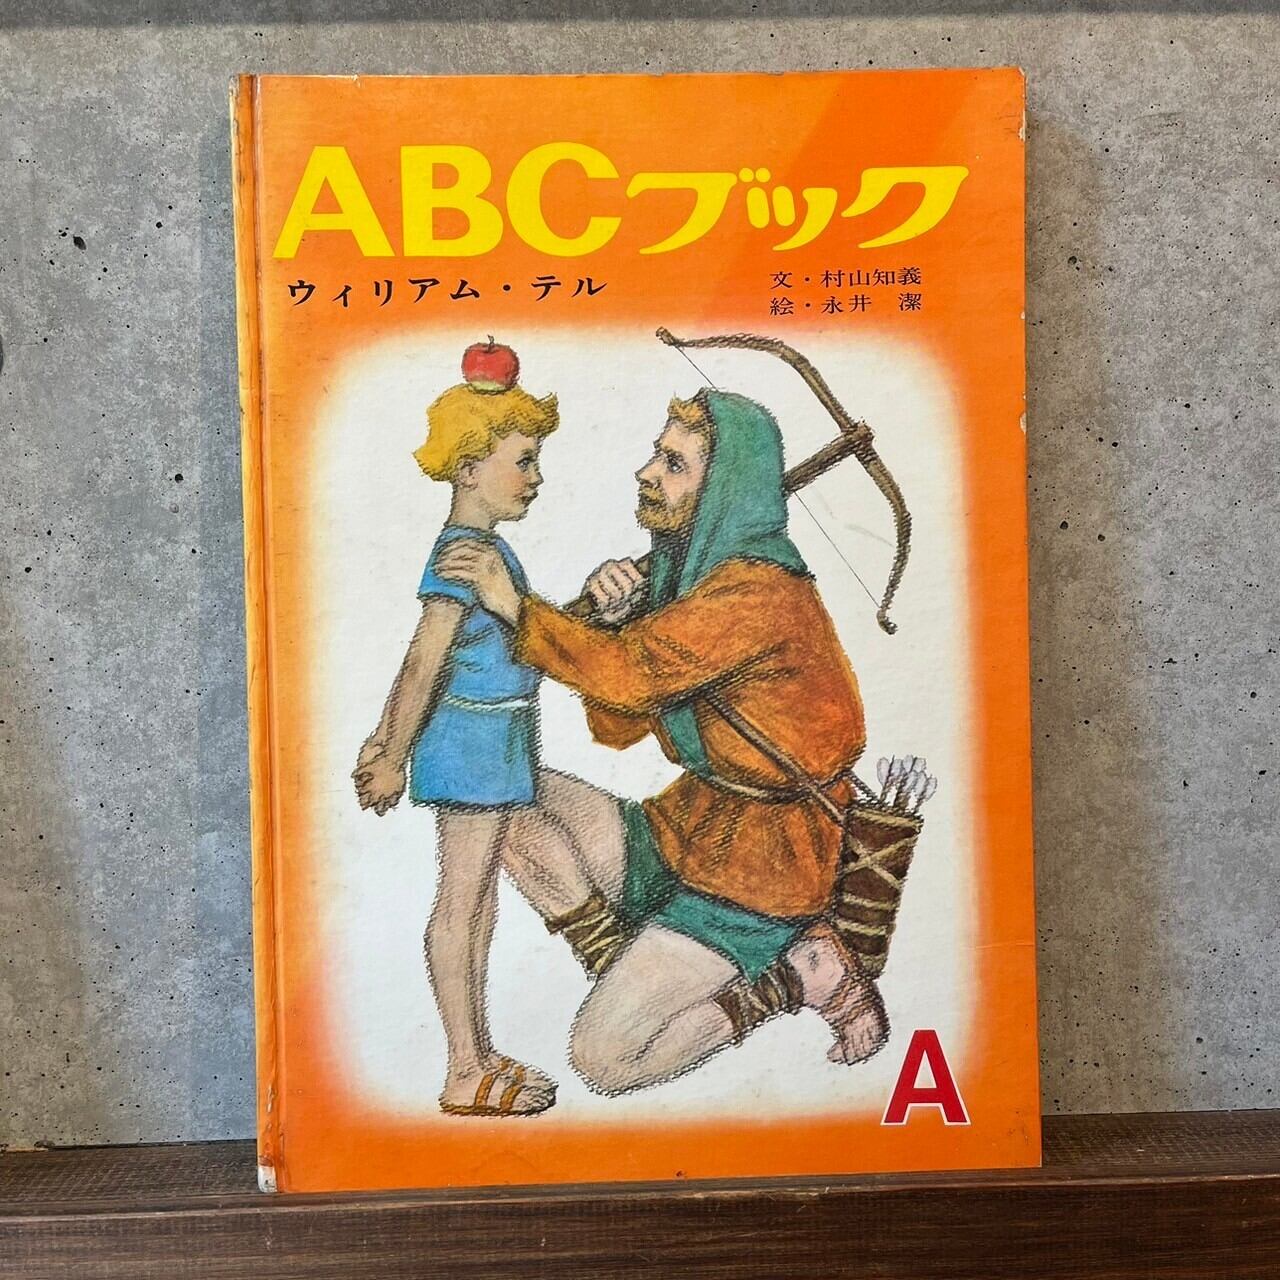 ABCブック
ウィリアム・テル
文・村山知義
絵・永井 潔
A